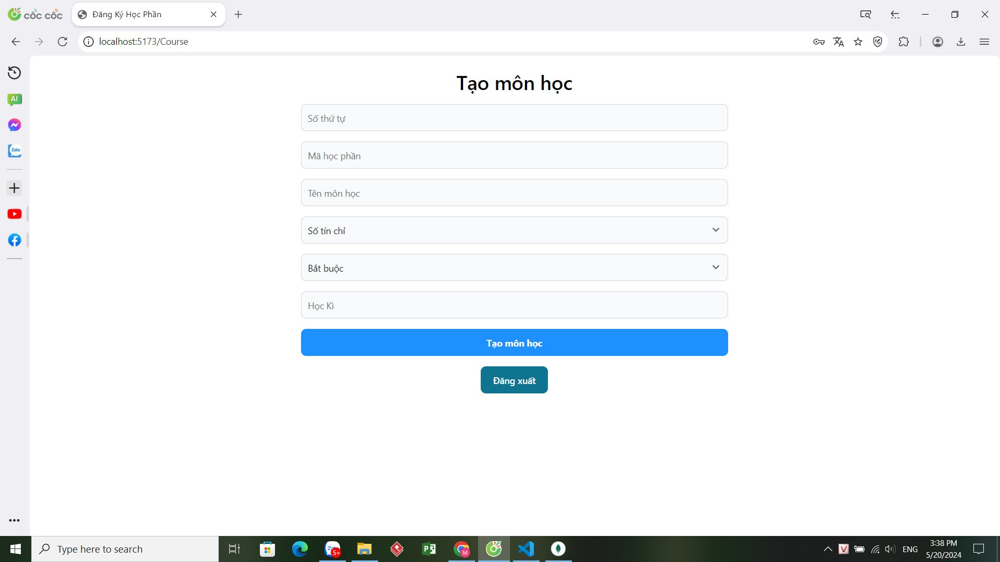 cốc cốc
Đăng Ký Học Phần
localhost:5173/Course
AI
Zalo
Tạo môn học
Số thứ tự
Mã học phần
Tên môn học
Số tín chỉ
Bắt buộc
Học Kì
Tạo môn học
Đăng xuất
Type here to search
5+
M
V
ENG
3:38 PM
5/20/2024